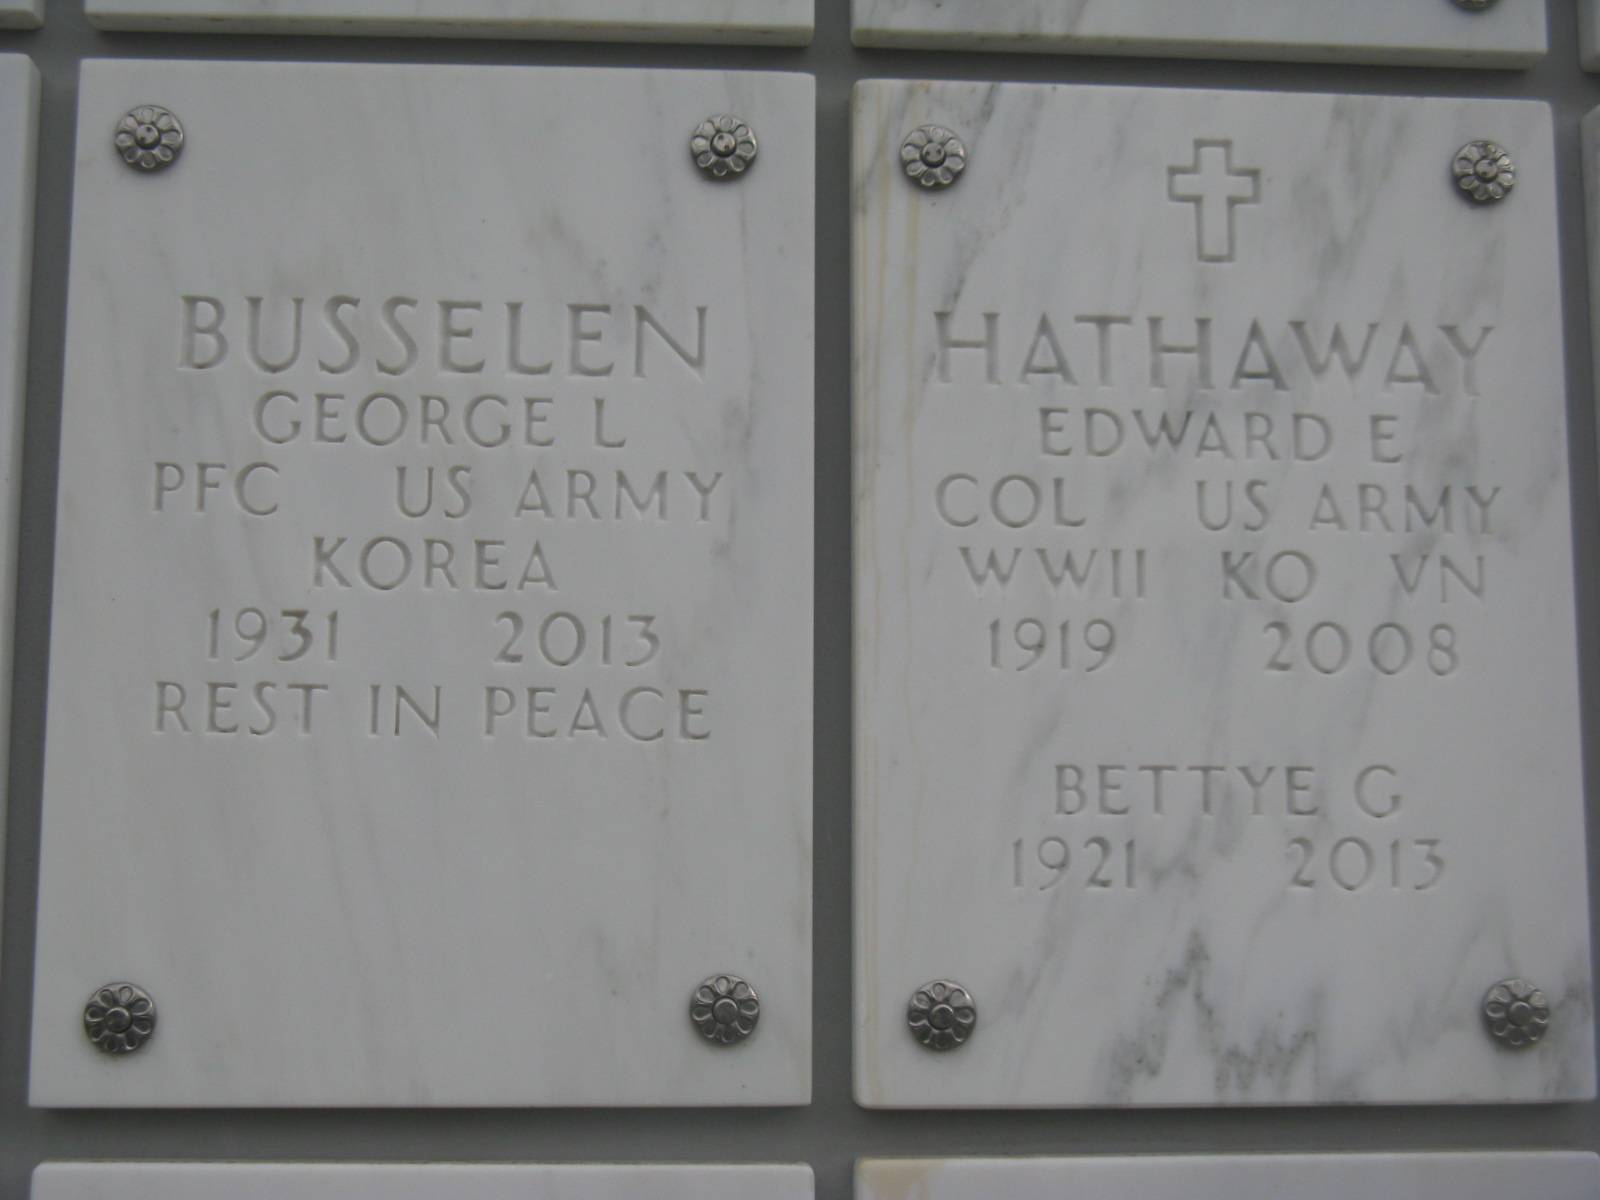 BUSSELEN
GEORGE L
PFC US ARMY
KOREA
1931 2013
REST IN PEACE
HATHAWAY
EDWARD E
COL US ARMY
WWII KO VN
1919 2008
BETTYE G
1921 2013